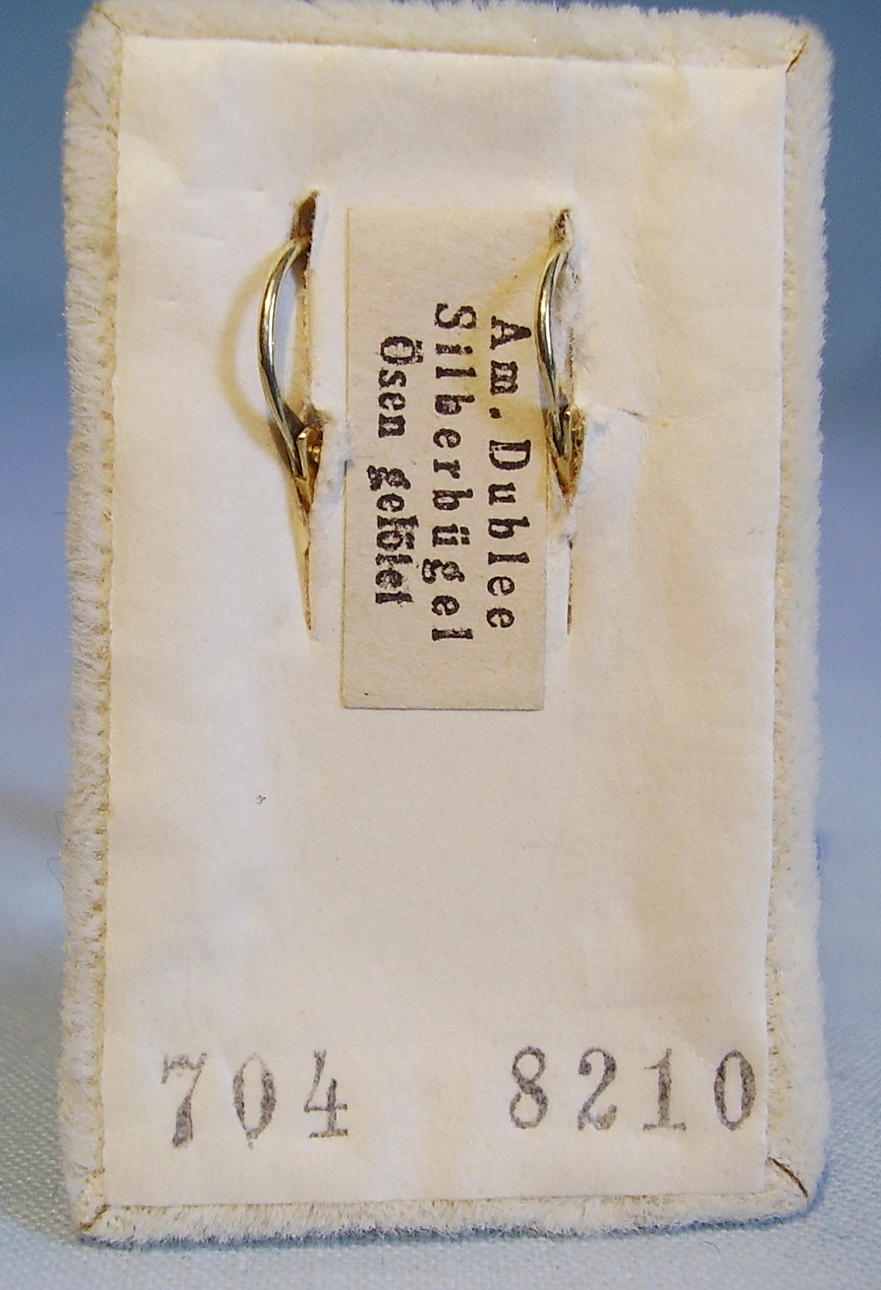 Am. Dublee
Silberbügel
Ösen gelötet
704 8210